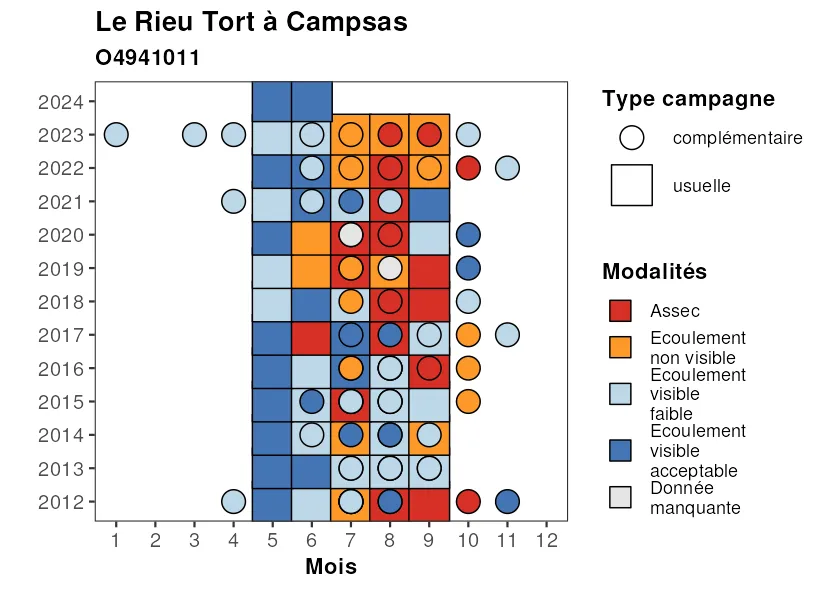 Le Rieu Tort à Campsas
O4941011
2024
2023
2022
2021
2020
2019
2018
2017
2016
2015
2014
2013
2012
1 2 3 4 5 6 7 8 9 10 11 12
Mois
Type campagne
complémentaire
usuelle
Modalités
Assec
Ecoulement
non visible
Ecoulement
visible
faible
Ecoulement
visible
acceptable
Donnée
manquante